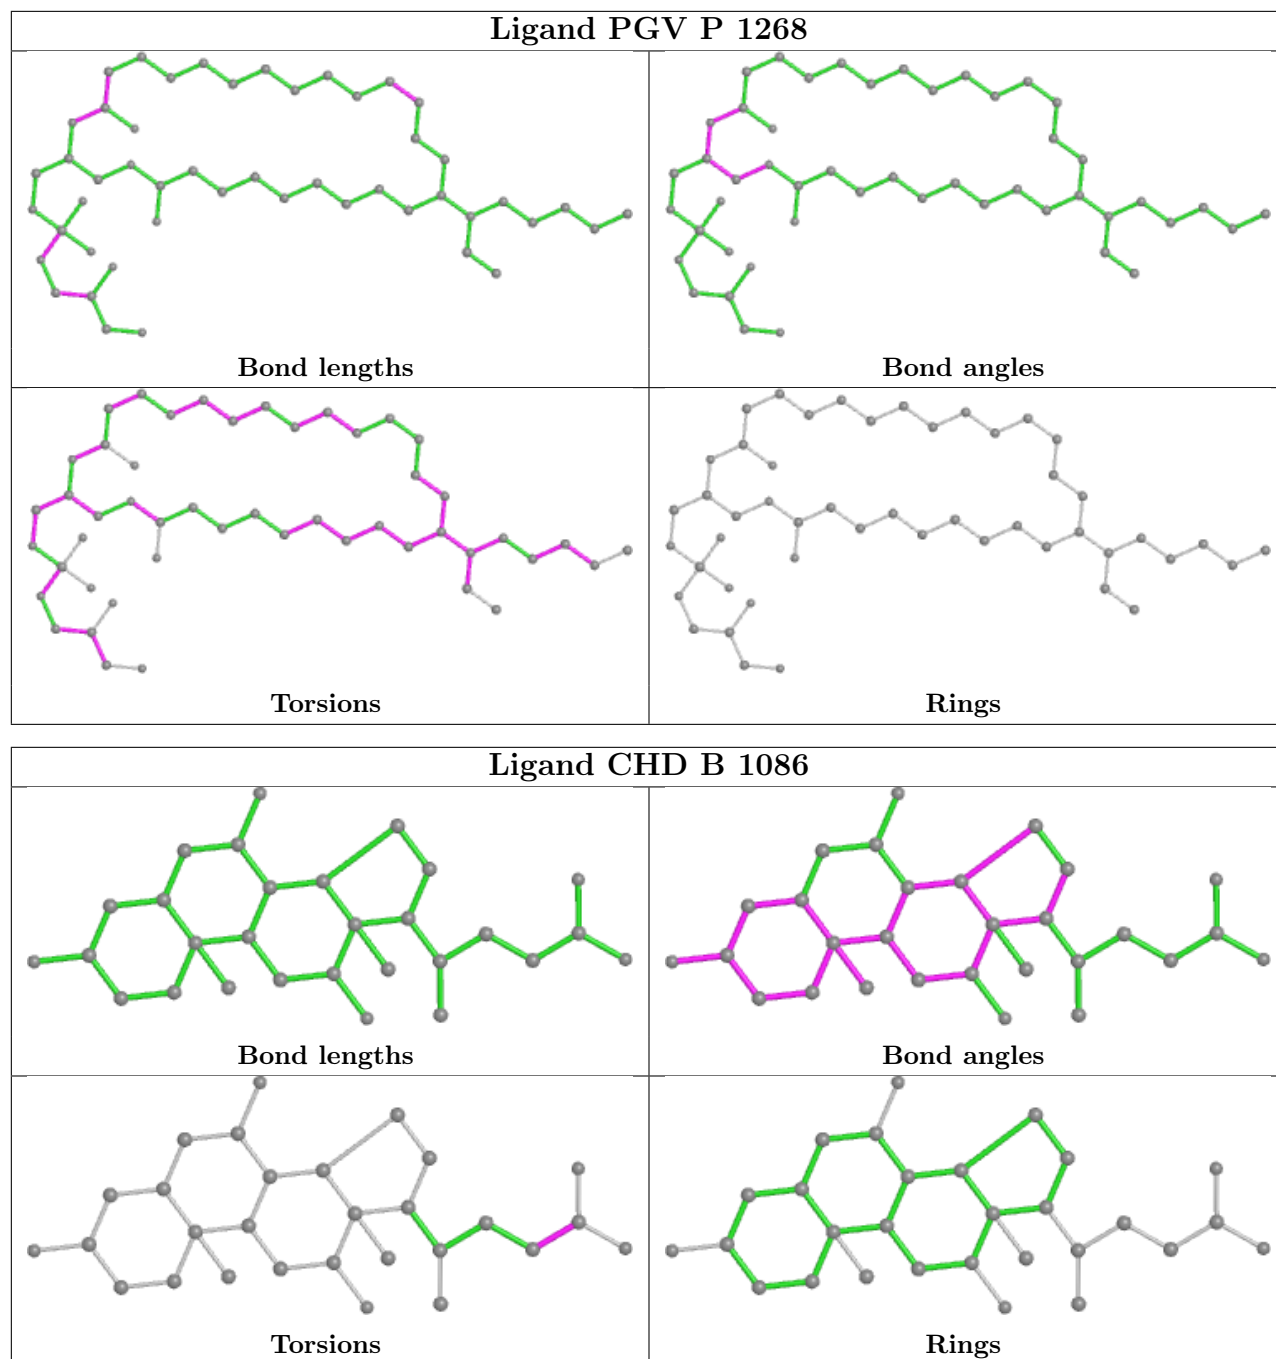 Ligand PGV P 1268
Bond lengths
Bond angles
Torsions
Rings
Ligand CHD B 1086
Bond lengths
Bond angles
Torsions
Rings